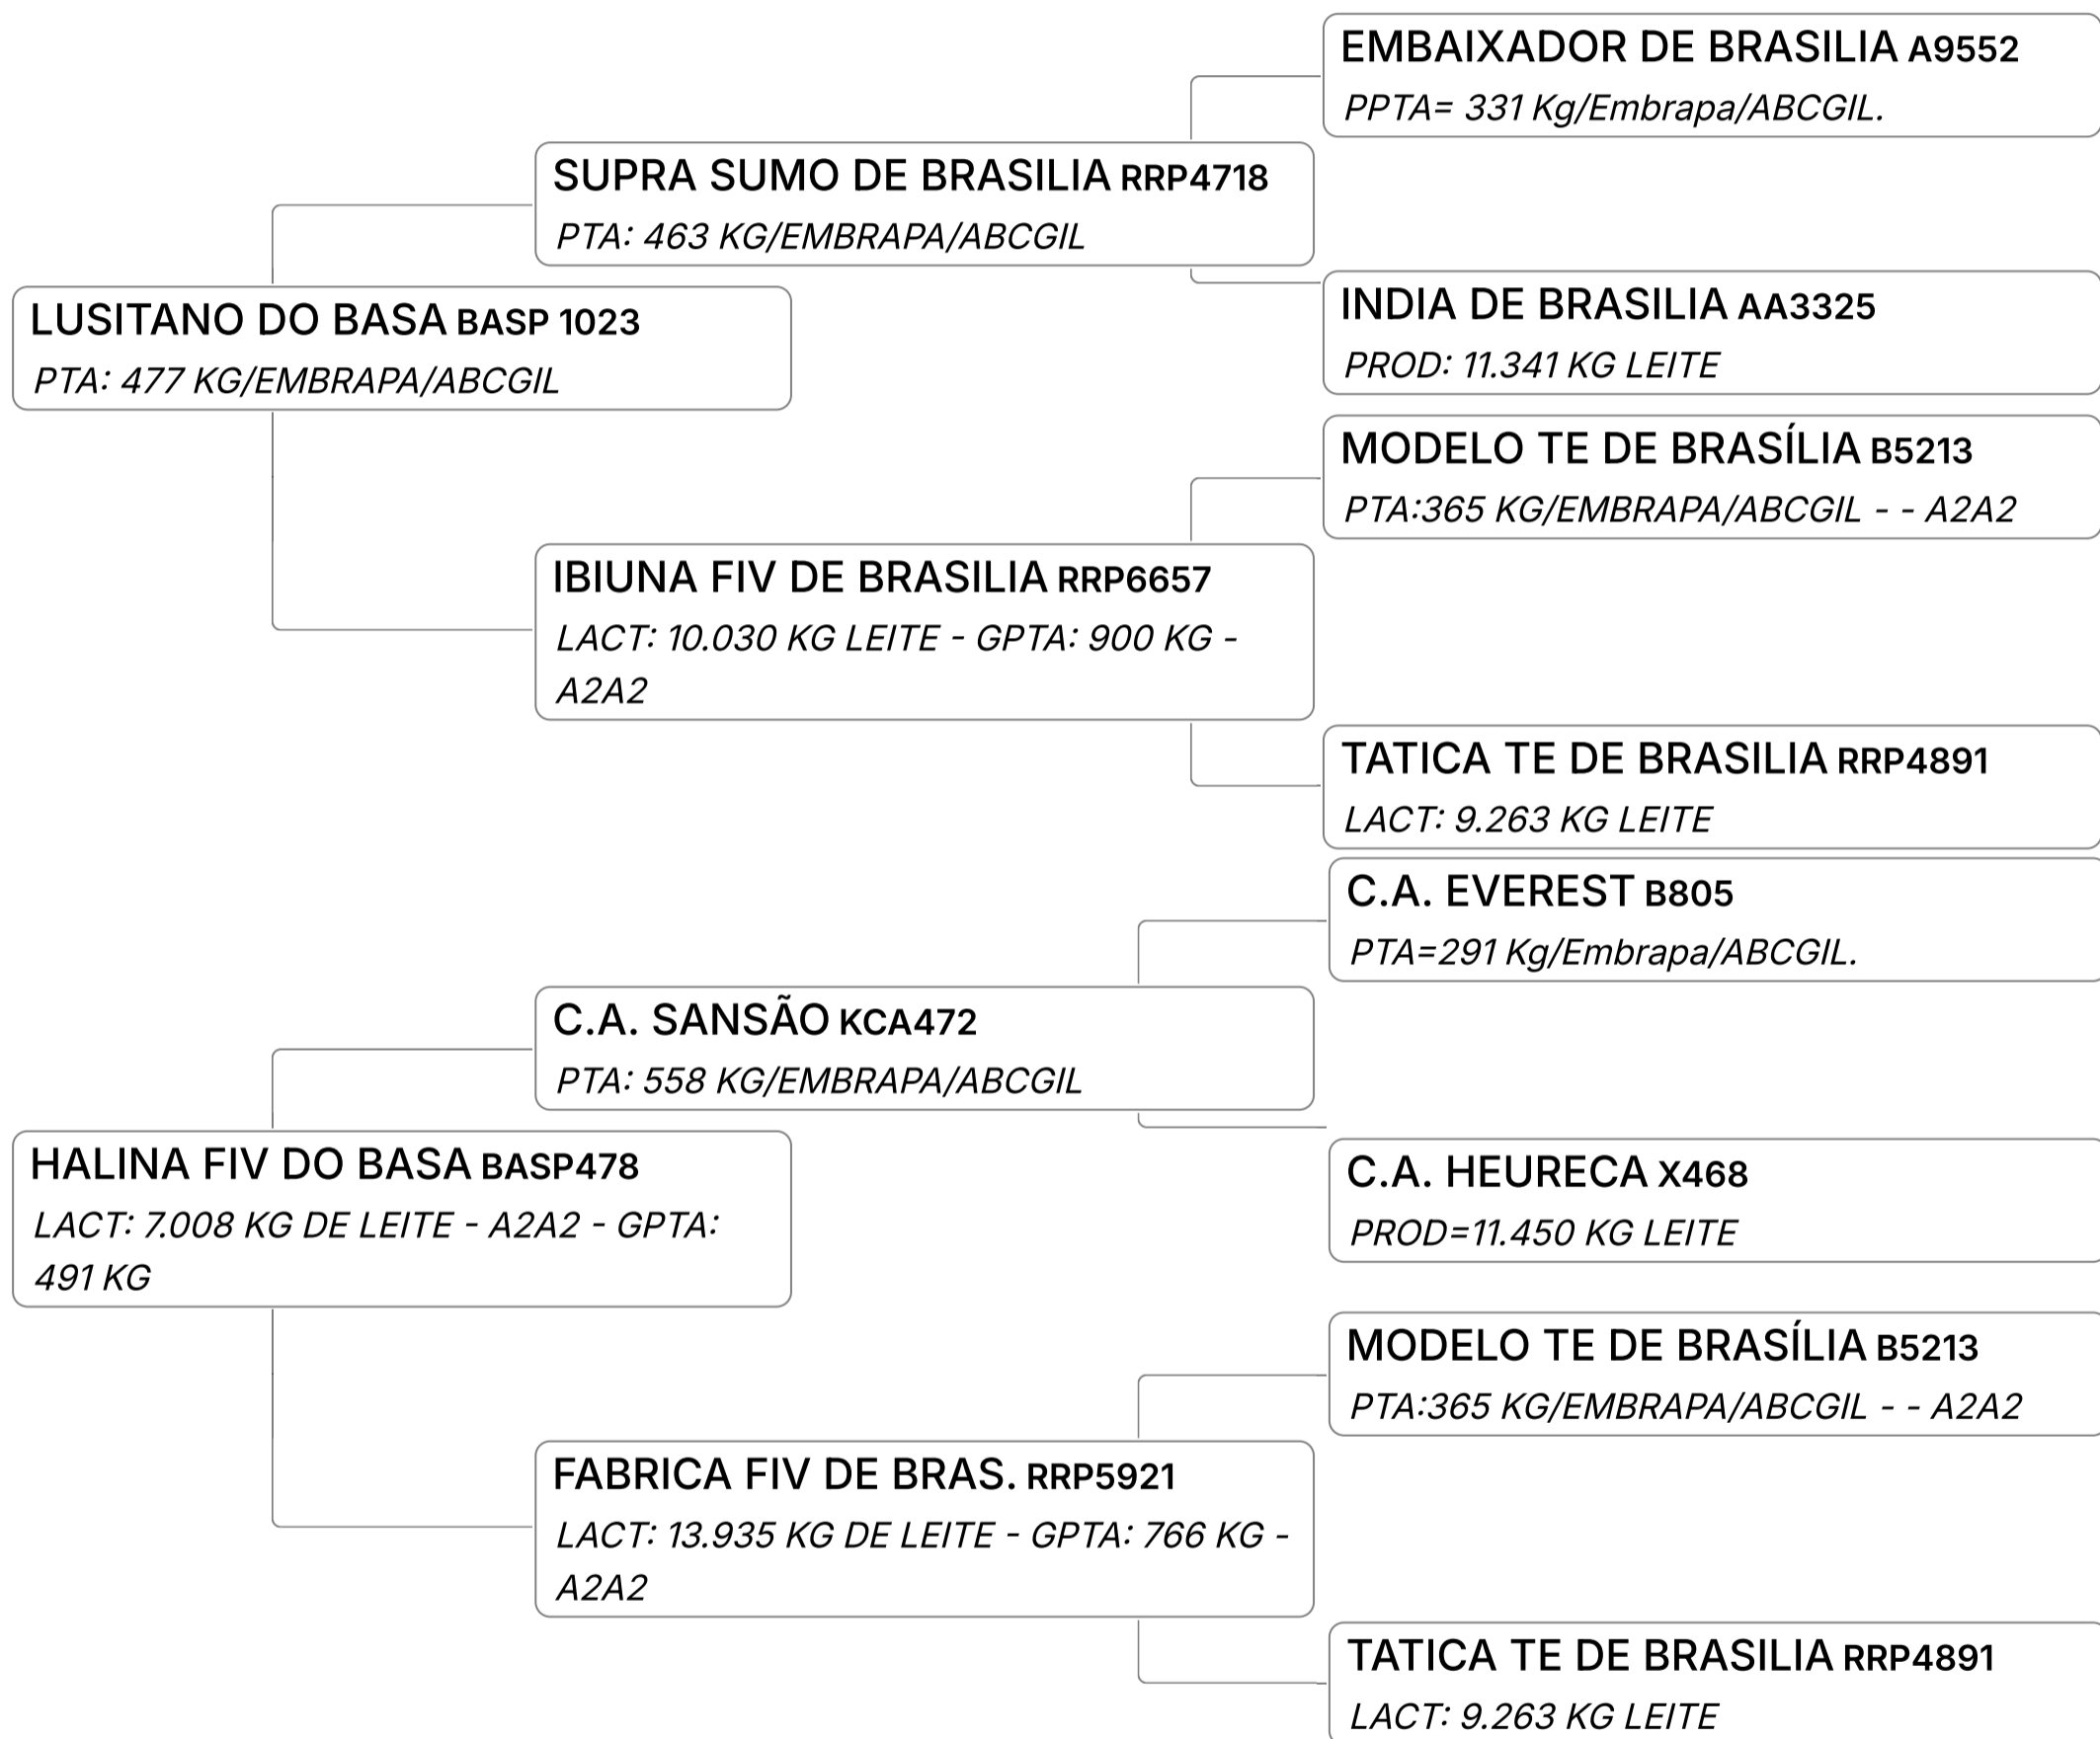 EMBAIXADOR DE BRASILIA A9552
PPTA= 331 Kg/Embrapa/ABCGIL.
SUPRA SUMO DE BRASILIA RRP4718
PTA: 463 KG/EMBRAPA/ABCGIL
INDIA DE BRASILIA AA3325
PROD: 11.341 KG LEITE
LUSITANO DO BASA BASP 1023
PTA: 477 KG/EMBRAPA/ABCGIL
MODELO TE DE BRASÍLIA B5213
PTA:365 KG/EMBRAPA/ABCGIL - - A2A2
IBIUNA FIV DE BRASILIA RRP6657
LACT: 10.030 KG LEITE - GPTA: 900 KG -
A2A2
TATICA TE DE BRASILIA RRP4891
LACT: 9.263 KG LEITE
C.A. EVEREST B805
PTA=291 Kg/Embrapa/ABCGIL.
C.A. SANSÃO KCA472
PTA: 558 KG/EMBRAPA/ABCGIL
C.A. HEURECA X468
PROD=11.450 KG LEITE
HALINA FIV DO BASA BASP478
LACT: 7.008 KG DE LEITE - A2A2 - GPTA:
491 KG
MODELO TE DE BRASÍLIA B5213
PTA:365 KG/EMBRAPA/ABCGIL - - A2A2
FABRICA FIV DE BRAS. RRP5921
LACT: 13.935 KG DE LEITE - GPTA: 766 KG -
A2A2
TATICA TE DE BRASILIA RRP4891
LACT: 9.263 KG LEITE